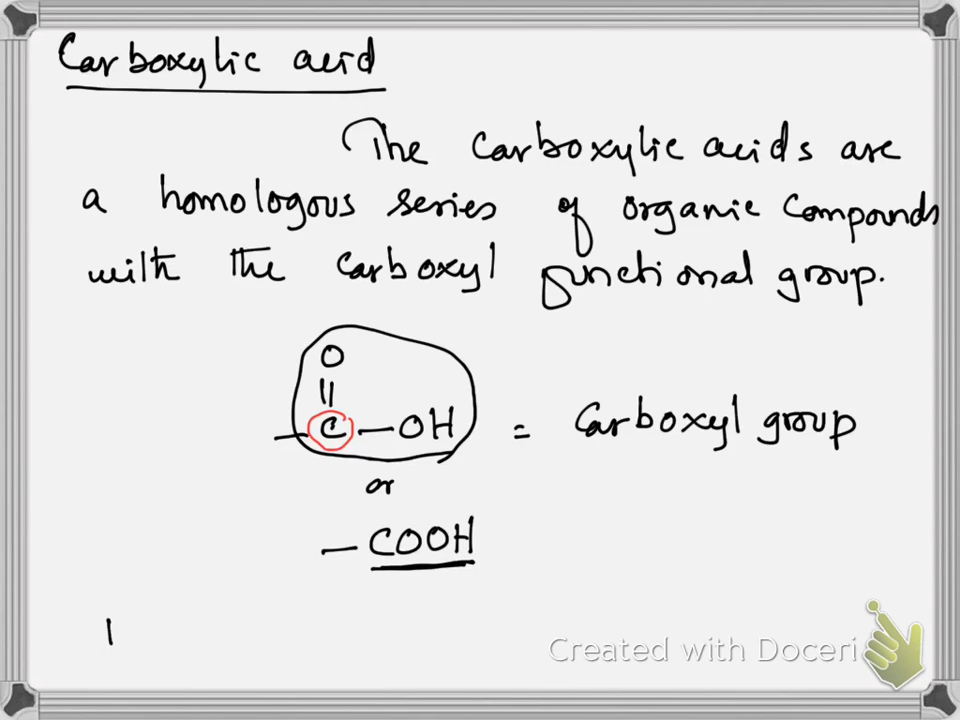 Carboxylic acid
The carboxylic acids are
a homologous series of organic compounds
with the carboxyl functional group.
O
||
— C — OH = Carboxyl group
or
— COOH
Created with Doceri